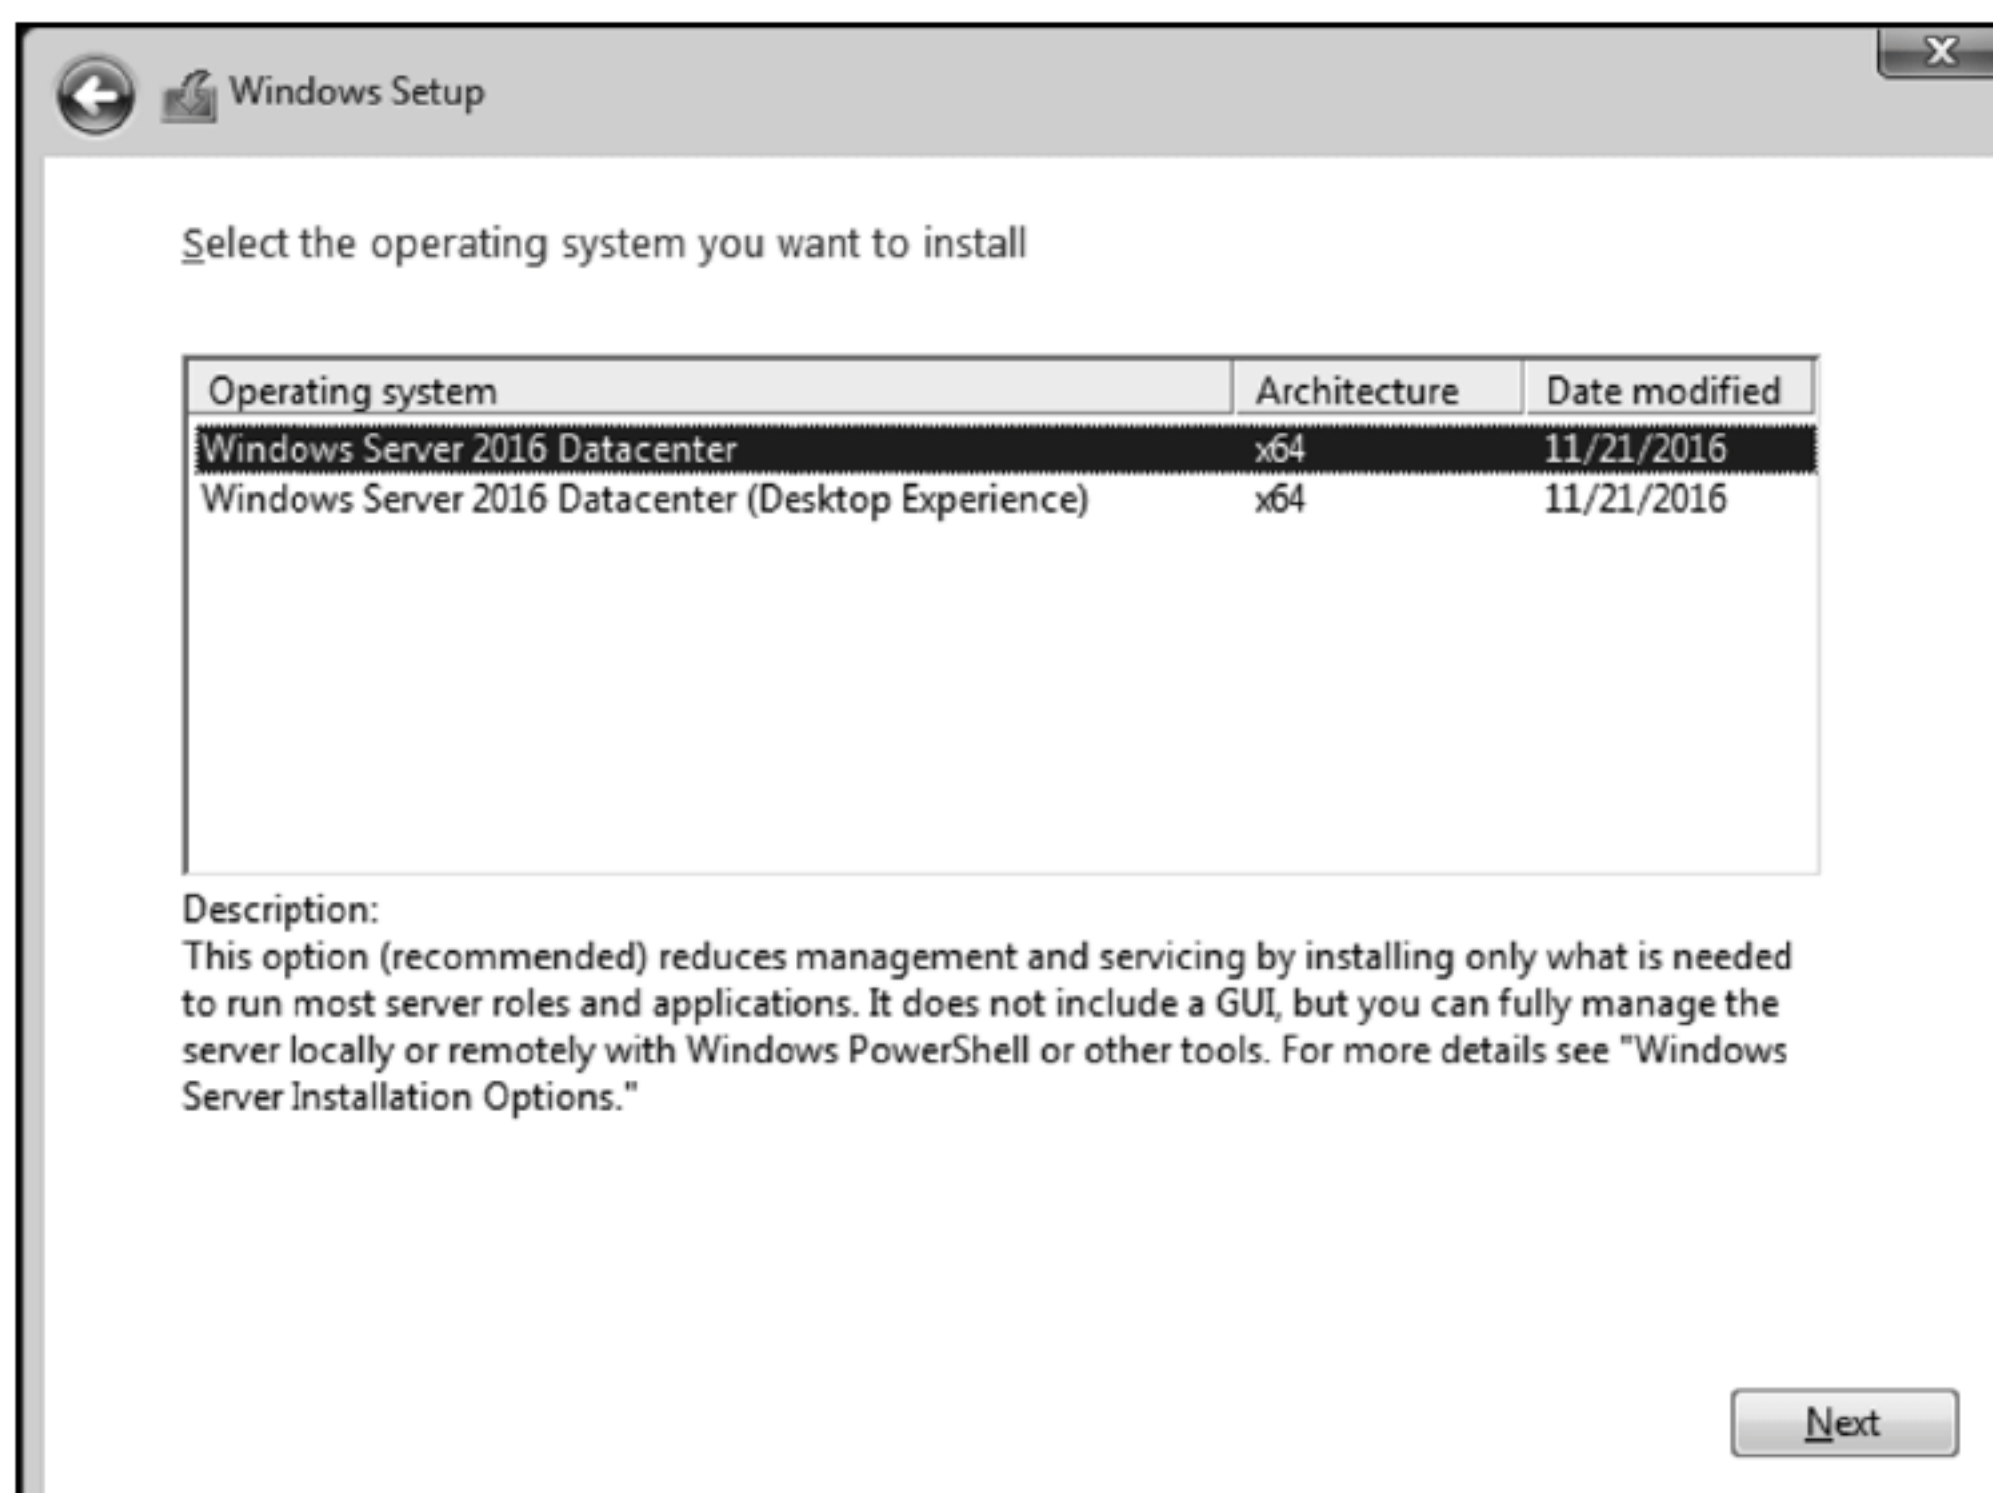 Windows Setup
X
Select the operating system you want to install
Operating system Architecture Date modified
Windows Server 2016 Datacenter x64 11/21/2016
Windows Server 2016 Datacenter (Desktop Experience) x64 11/21/2016
Description:
This option (recommended) reduces management and servicing by installing only what is needed
to run most server roles and applications. It does not include a GUI, but you can fully manage the
server locally or remotely with Windows PowerShell or other tools. For more details see "Windows
Server Installation Options."
Next